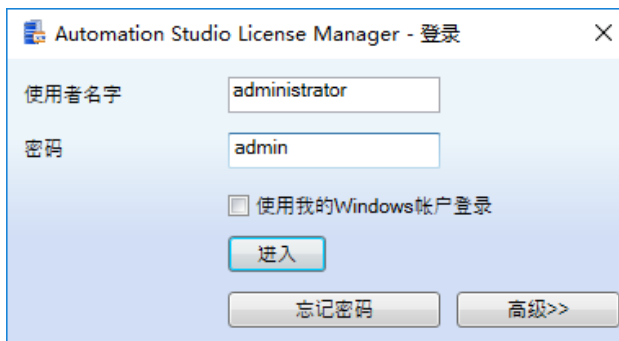 Automation Studio License Manager - 登录
使用者名字 administrator
密码 admin
使用我的Windows帐户登录
进入
忘记密码 高级>>